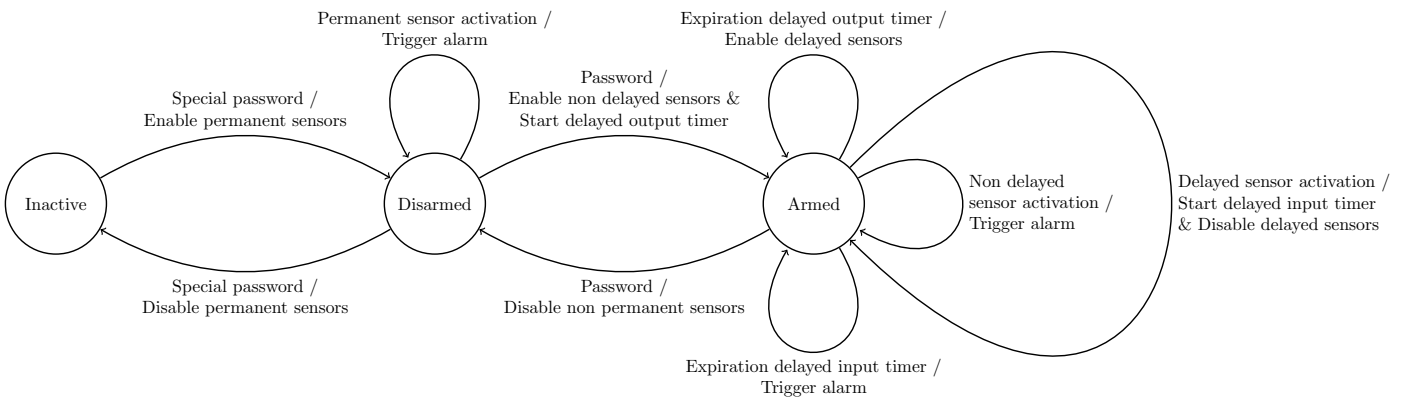 Permanent sensor activation /
Trigger alarm
Expiration delayed output timer /
Enable delayed sensors
Special password /
Enable permanent sensors
Password /
Enable non delayed sensors &
Start delayed output timer
Inactive
Disarmed
Armed
Non delayed
sensor activation /
Trigger alarm
Delayed sensor activation /
Start delayed input timer
& Disable delayed sensors
Special password /
Disable permanent sensors
Password /
Disable non permanent sensors
Expiration delayed input timer /
Trigger alarm